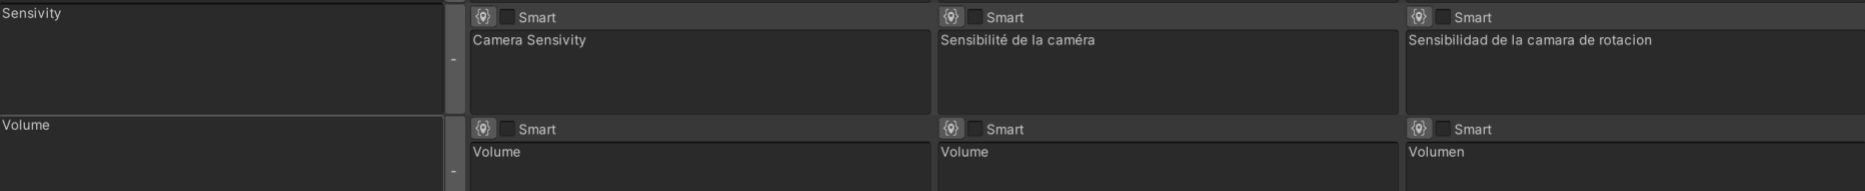 Sensivity
Smart
Smart
Smart
Camera Sensivity
Sensibilité de la caméra
Sensibilidad de la camara de rotacion
-
Volume
Smart
Smart
Smart
Volume
Volume
Volumen
-